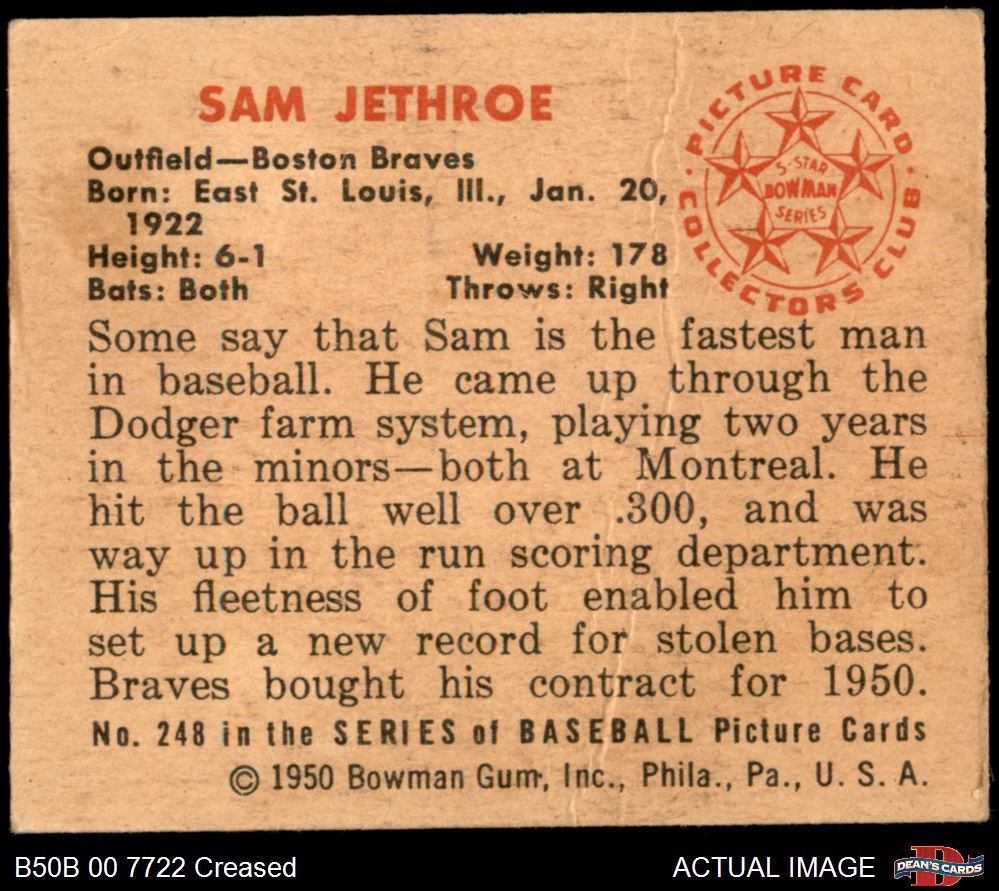 SAM JETHROE
Outfield—Boston Braves
Born: East St. Louis, Ill., Jan. 20,
1922
Height: 6-1 Weight: 178
Bats: Both Throws: Right
PICTURE CARD
COLLECTORS CLUB
5-STAR
BOWMAN
SERIES
Some say that Sam is the fastest man
in baseball. He came up through the
Dodger farm system, playing two years
in the minors—both at Montreal. He
hit the ball well over .300, and was
way up in the run scoring department.
His fleetness of foot enabled him to
set up a new record for stolen bases.
Braves bought his contract for 1950.
No. 248 in the SERIES of BASEBALL Picture Cards
© 1950 Bowman Gum, Inc., Phila., Pa., U. S. A.
B50B 00 7722 Creased ACTUAL IMAGE
DEAN'S CARDS